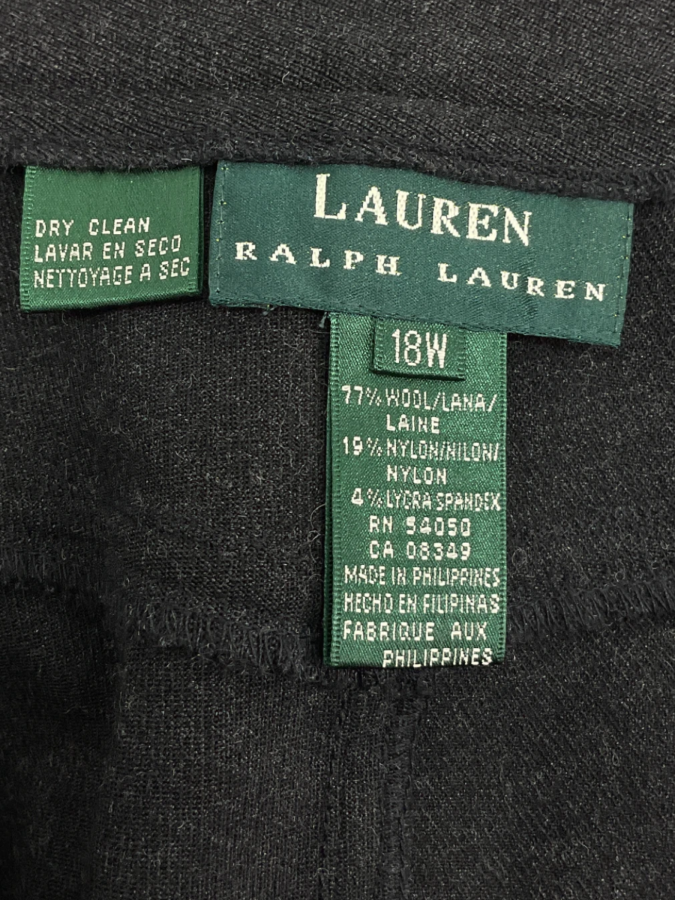 DRY CLEAN
LAVAR EN SECO
NETTOYAGE A SEC
LAUREN
RALPH LAUREN
18W
77% WOOL/LANA/
LAINE
19% NYLON/NILON/
NYLON
4% LYCRA SPANDEX
RN 54050
CA 08349
MADE IN PHILIPPINES
HECHO EN FILIPINAS
FABRIQUE AUX
PHILIPPINES